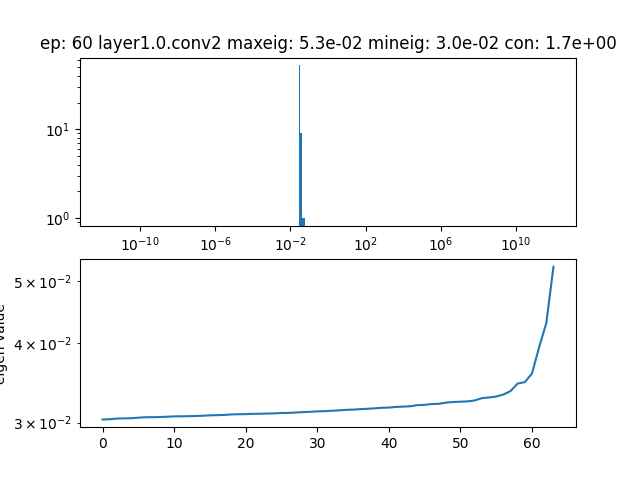 ep: 60 layer1.0.conv2 maxeig: 5.3e-02 mineig: 3.0e-02 con: 1.7e+00
10¹
10⁰
10⁻¹⁰ 10⁻⁶ 10⁻² 10² 10⁶ 10¹⁰
5 × 10⁻²
4 × 10⁻²
3 × 10⁻²
eigen value
0 10 20 30 40 50 60